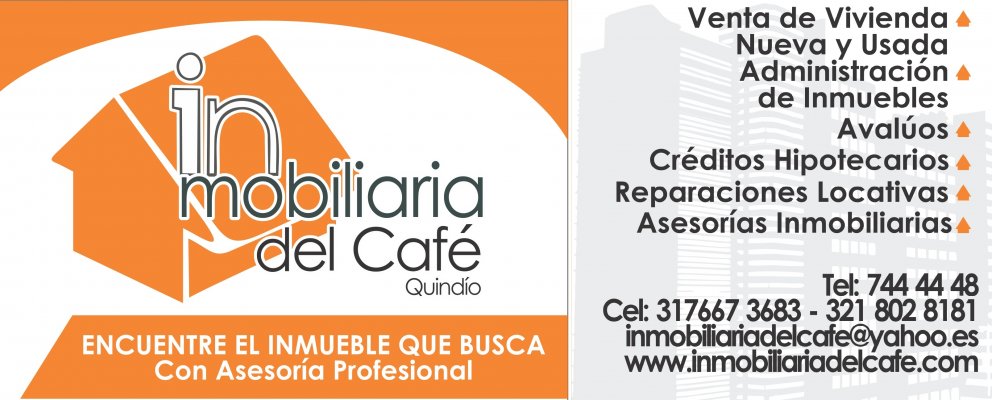 in
mobiliaria
del Café
Quindío
ENCUENTRE EL INMUEBLE QUE BUSCA
Con Asesoría Profesional
Venta de Vivienda
Nueva y Usada
Administración
de Inmuebles
Avalúos
Créditos Hipotecarios
Reparaciones Locativas
Asesorías Inmobiliarias
Tel: 744 44 48
Cel: 317667 3683 - 321 802 8181
inmobiliariadelcafe@yahoo.es
www.inmobiliariadelcafe.com